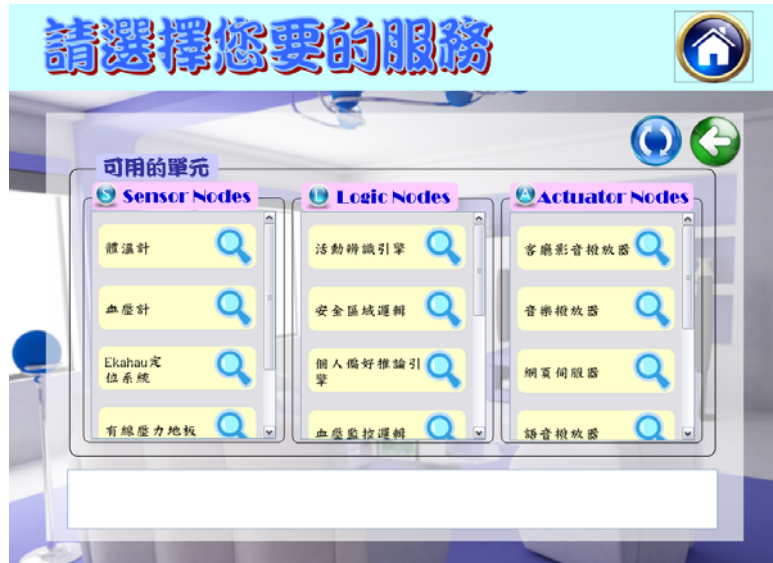 請選擇您要的服務
可用的單元
S Sensor Nodes
體溫計
血壓計
Ekahau定
位系統
有線壓力地板
L Logic Nodes
活動辨識引擎
安全區域邏輯
個人偏好推論引
擎
血壓監控邏輯
A Actuator Nodes
客廳影音撥放器
音樂撥放器
網頁伺服器
語音撥放器